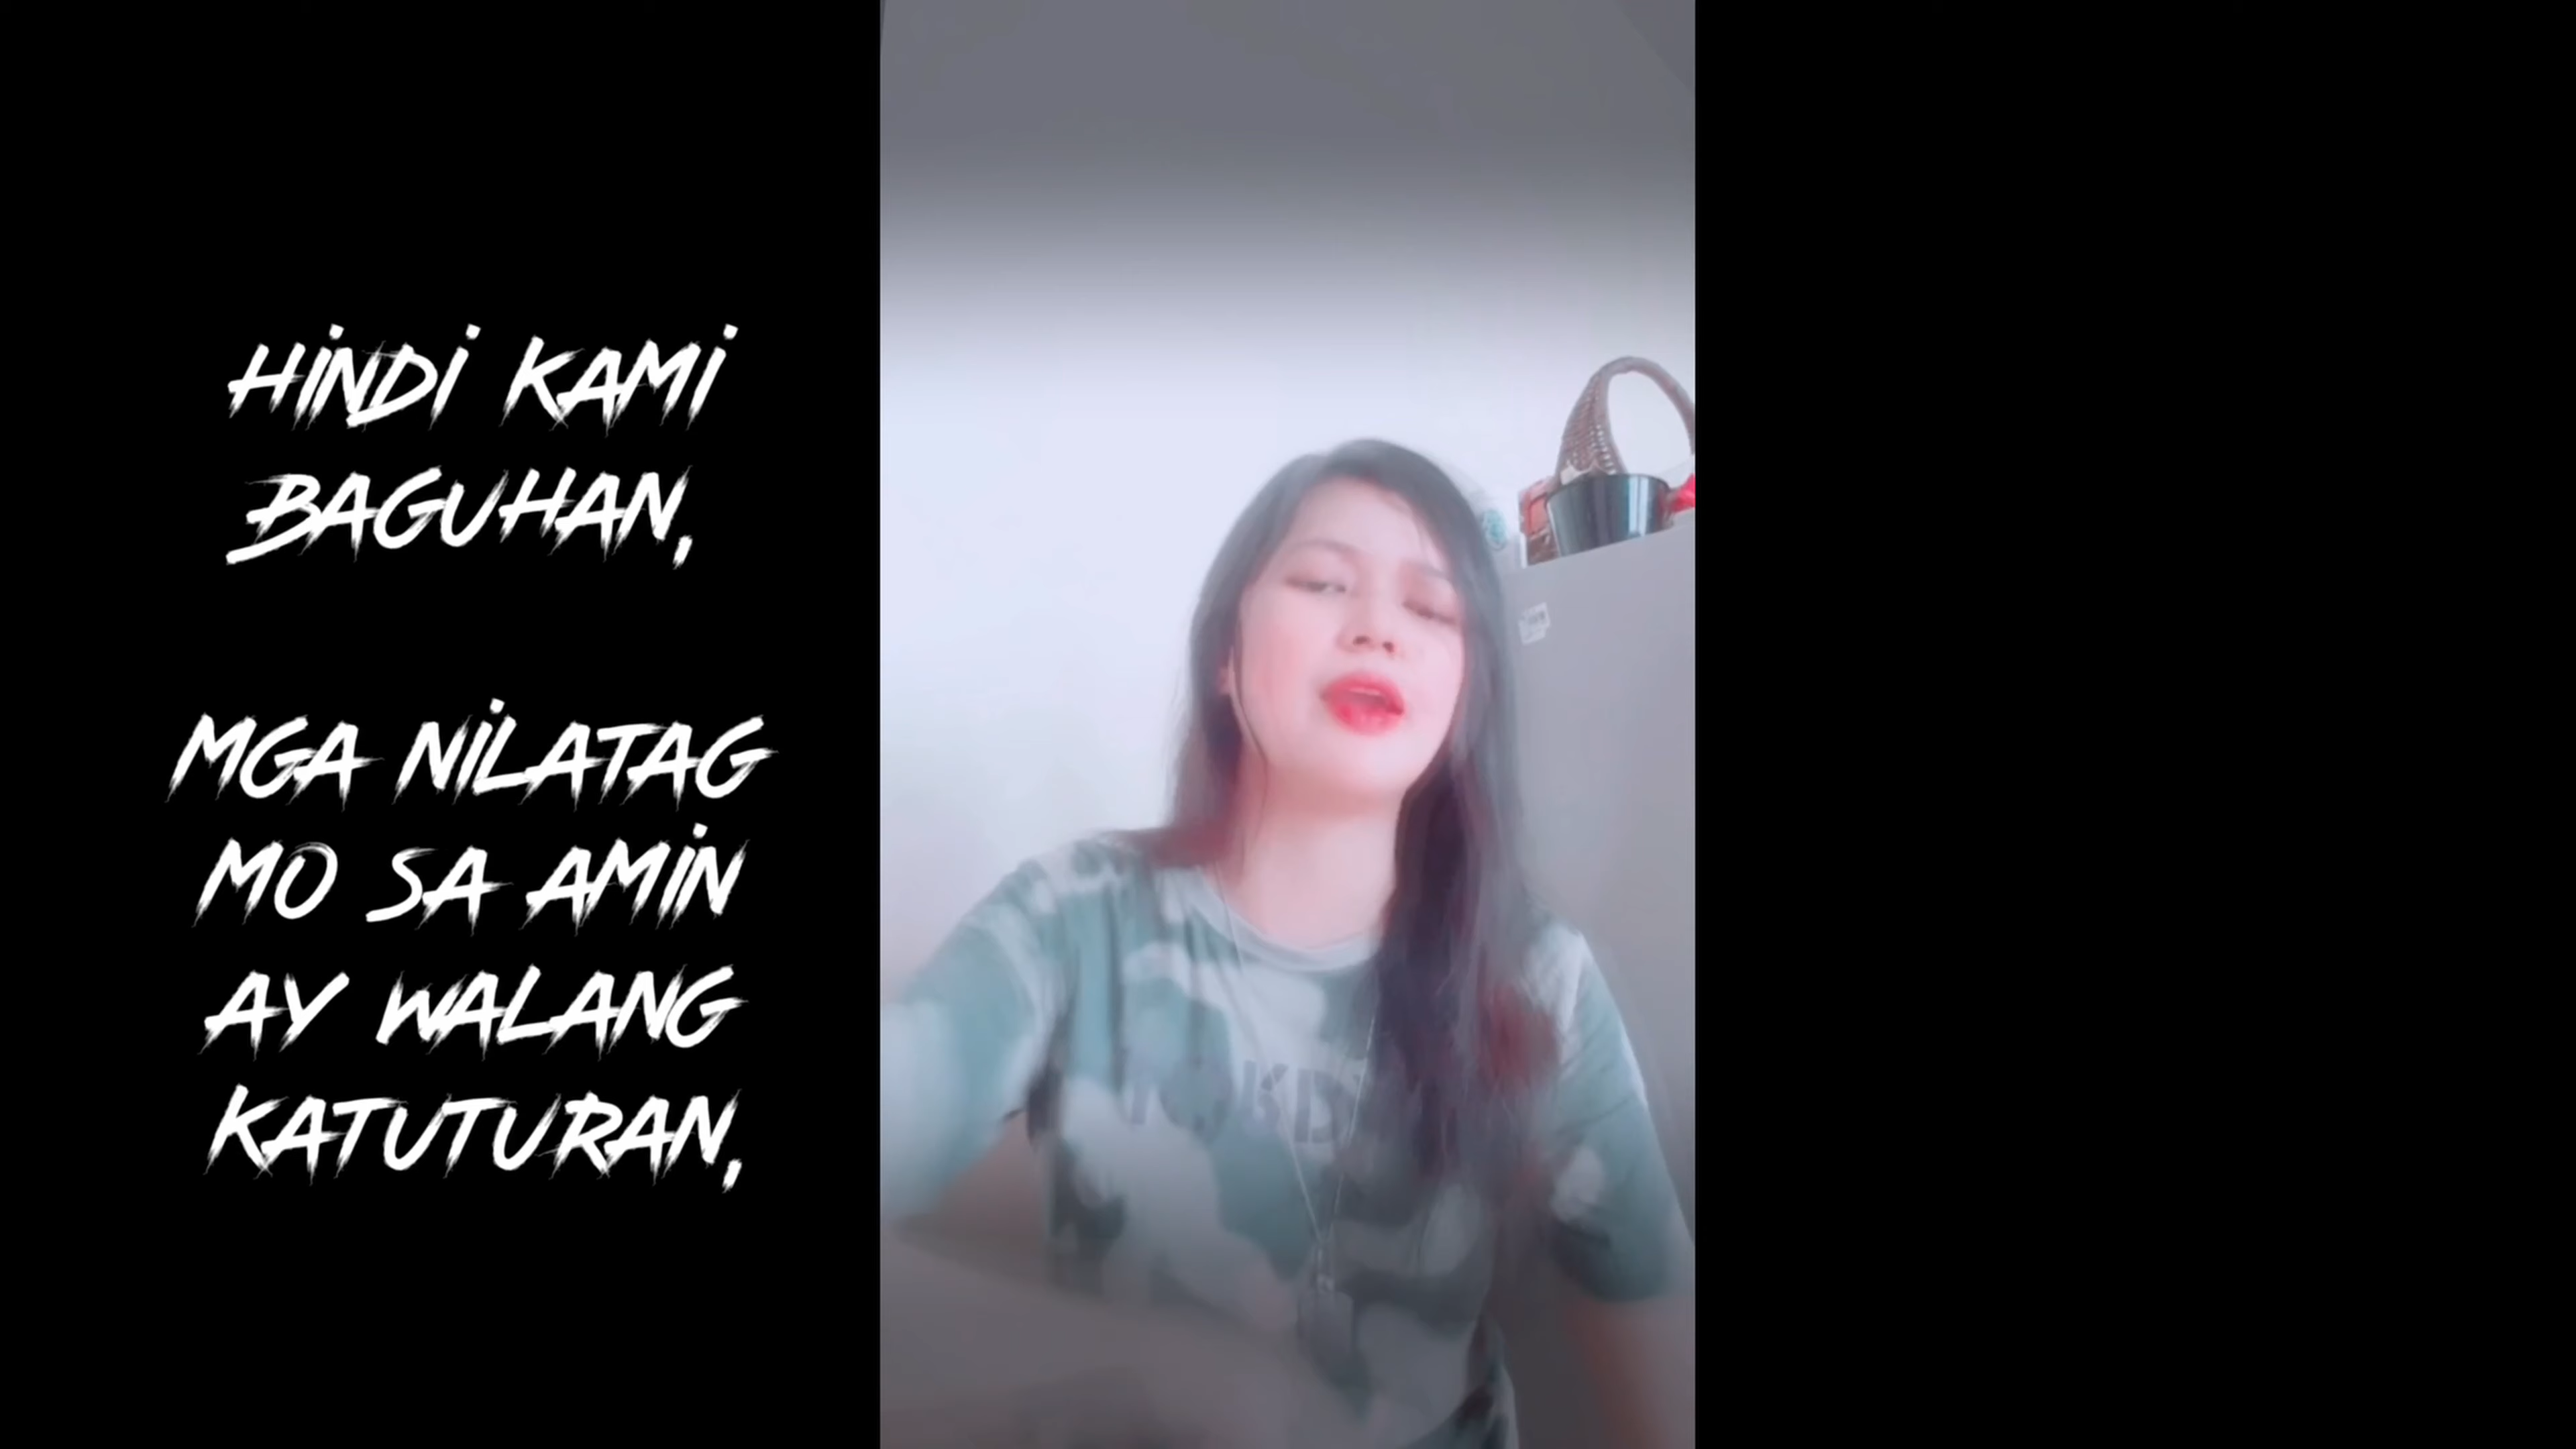 HINDI KAMI
BAGUHAN,
MGA NILATAG
MO SA AMIN
AY WALANG
KATUTURAN,